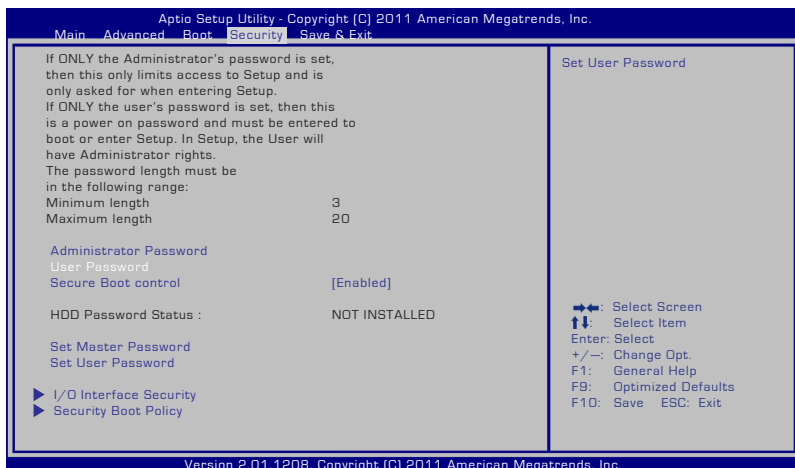 Aptio Setup Utility - Copyright (C) 2011 American Megatrends, Inc.
Main Advanced Boot Security Save & Exit
If ONLY the Administrator's password is set,
then this only limits access to Setup and is
only asked for when entering Setup.
If ONLY the user's password is set, then this
is a power on password and must be entered to
boot or enter Setup. In Setup, the User will
have Administrator rights.
The password length must be
in the following range:
Minimum length 3
Maximum length 20
Administrator Password
User Password
Secure Boot control [Enabled]
HDD Password Status : NOT INSTALLED
Set Master Password
Set User Password
I/O Interface Security
Security Boot Policy
Set User Password
→←: Select Screen
↑↓: Select Item
Enter: Select
+/—: Change Opt.
F1: General Help
F9: Optimized Defaults
F10: Save ESC: Exit
Version 2.01.1208. Copyright (C) 2011 American Megatrends, Inc.